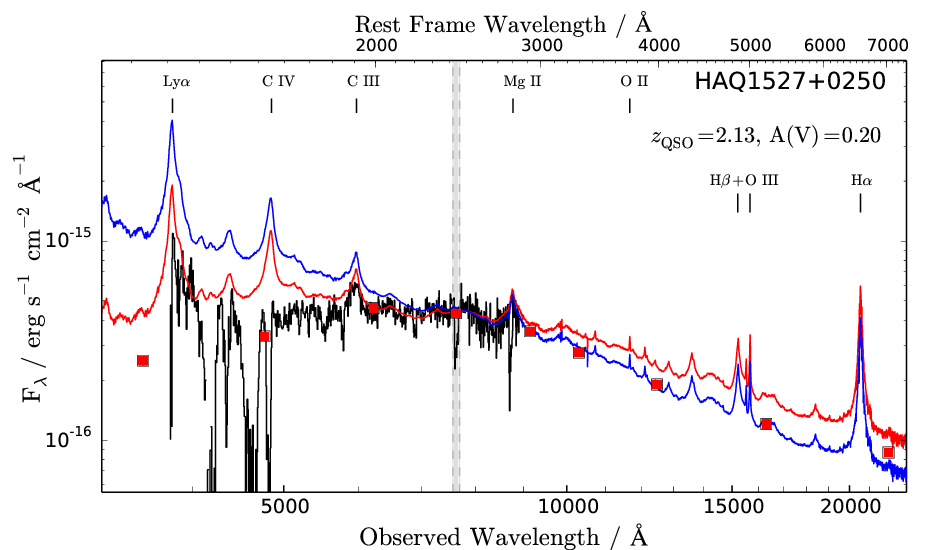 Rest Frame Wavelength / Å
2000 3000 4000 5000 6000 7000
Lyα C IV C III Mg II O II
HAQ1527+0250
z_QSO = 2.13, A(V) = 0.20
Hβ+O III Hα
F_λ / erg s⁻¹ cm⁻² Å⁻¹
10⁻¹⁵
10⁻¹⁶
5000 10000 15000 20000
Observed Wavelength / Å